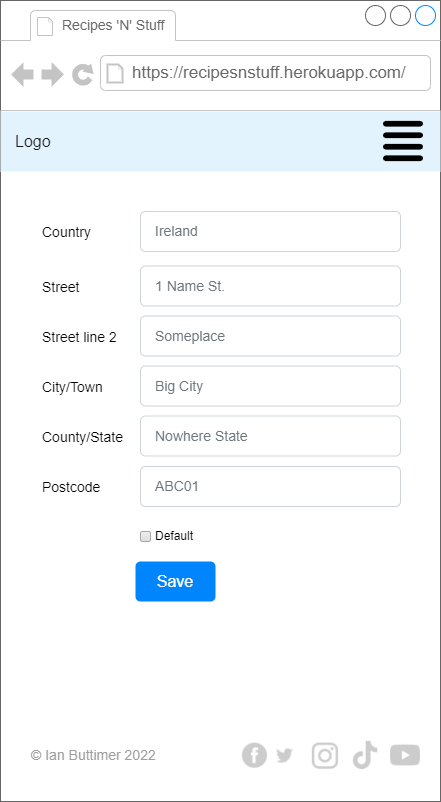 Recipes 'N' Stuff
https://recipesnstuff.herokuapp.com/
Logo
Country Ireland
Street 1 Name St.
Street line 2 Someplace
City/Town Big City
County/State Nowhere State
Postcode ABC01
Default
Save
© Ian Buttimer 2022